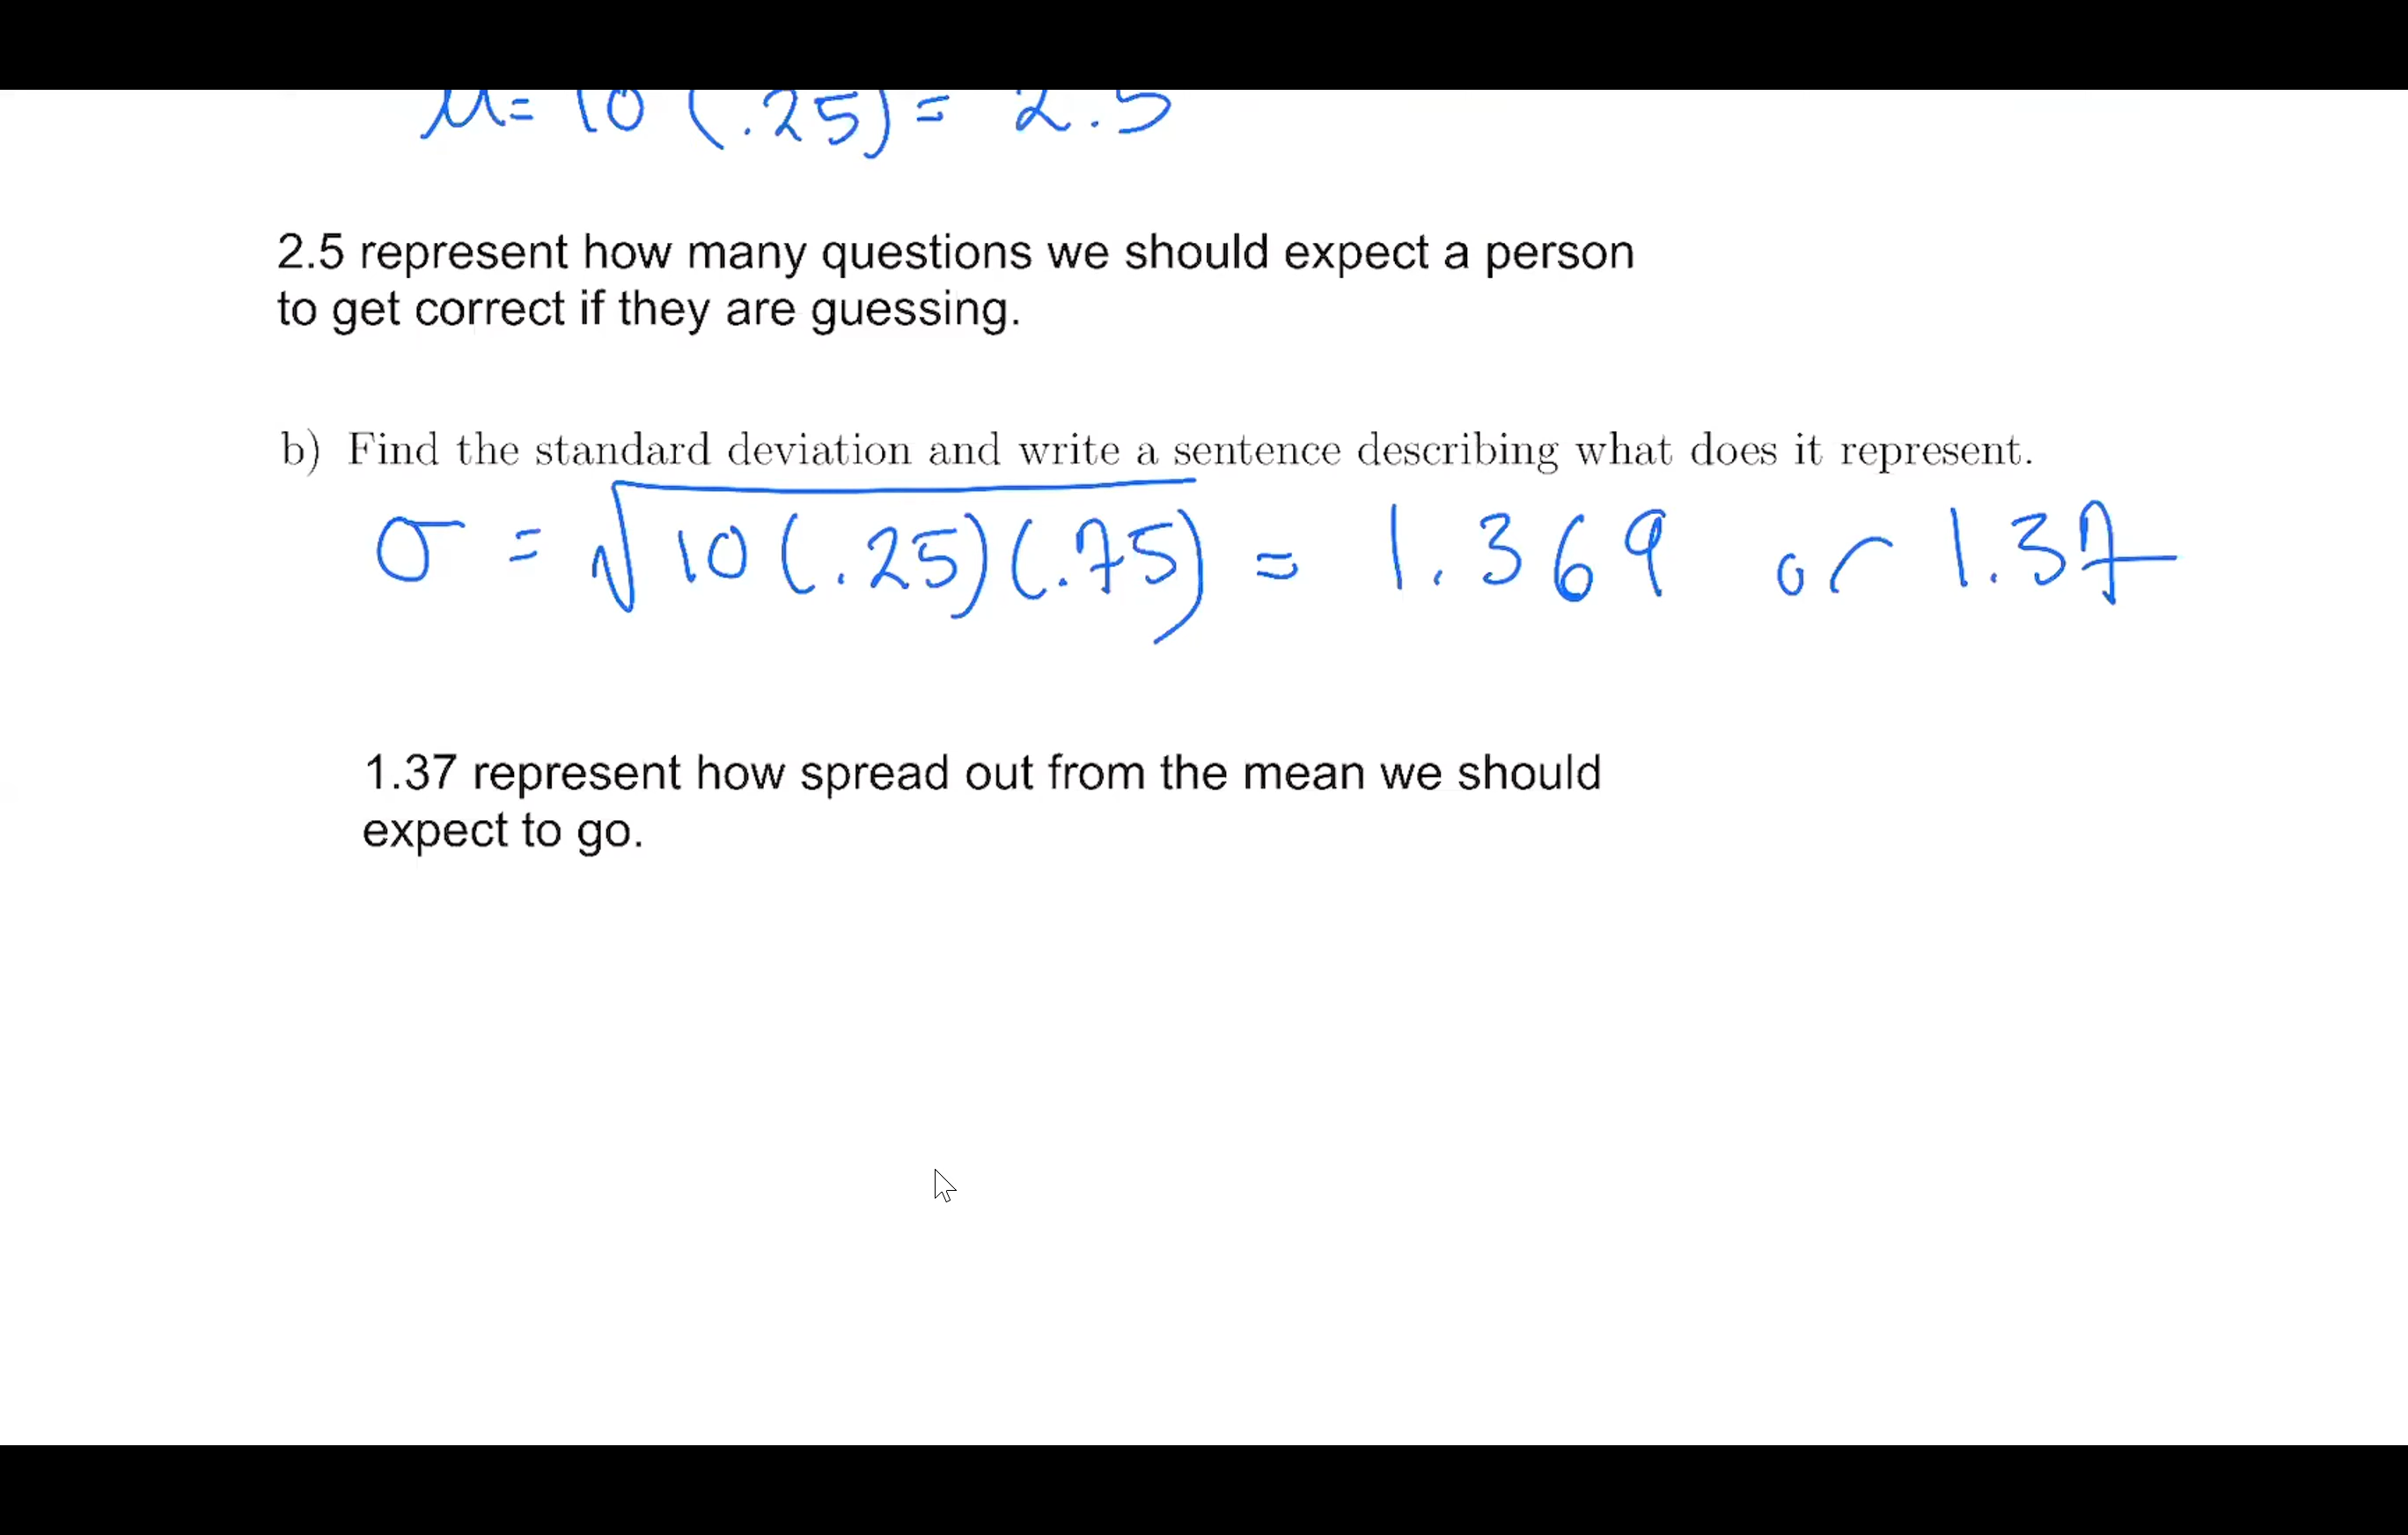 μ = 10 (.25) = 2.5
2.5 represent how many questions we should expect a person
to get correct if they are guessing.
b) Find the standard deviation and write a sentence describing what does it represent.
σ = √10(.25)(.75) = 1.369 or 1.37
1.37 represent how spread out from the mean we should
expect to go.